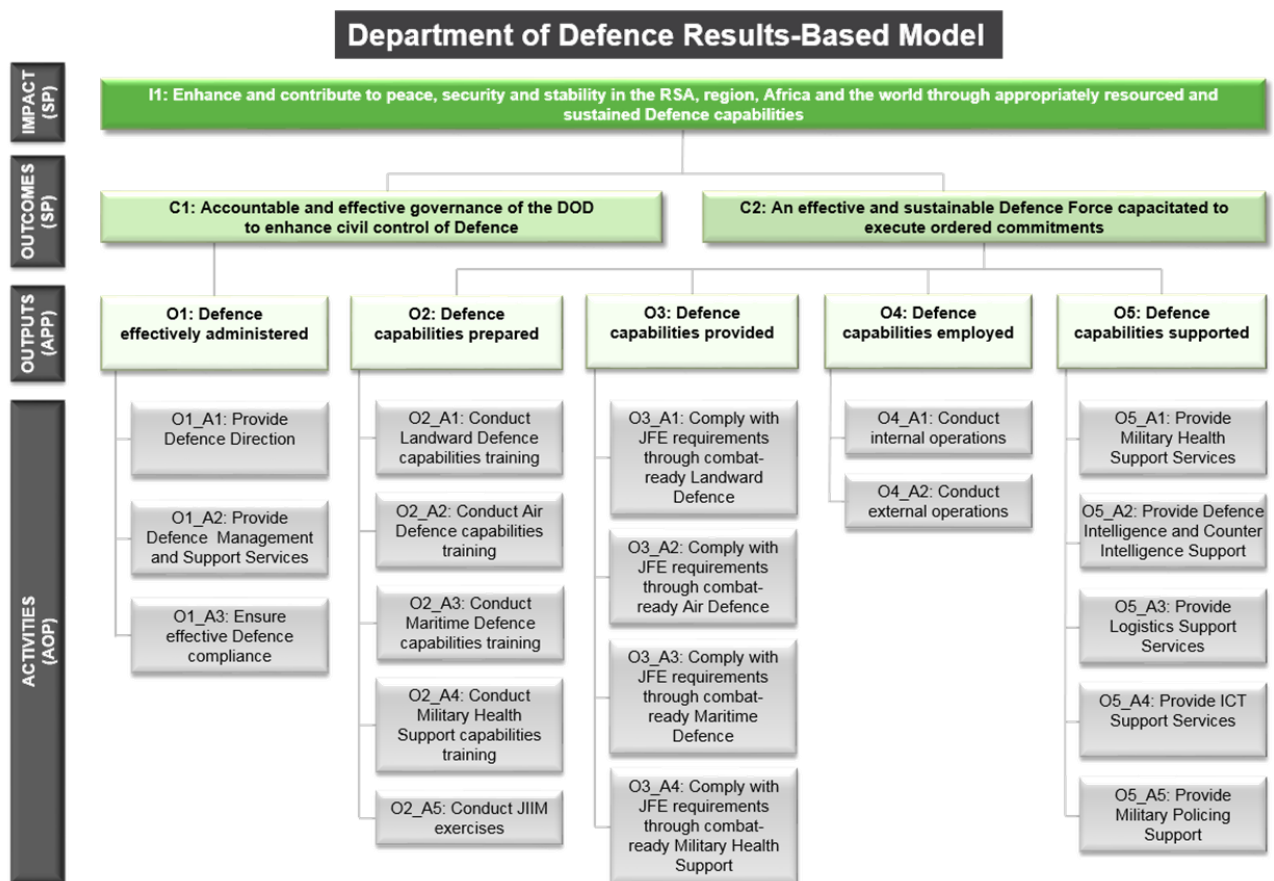 Department of Defence Results-Based Model
IMPACT
(SP)
I1: Enhance and contribute to peace, security and stability in the RSA, region, Africa and the world through appropriately resourced and
sustained Defence capabilities
OUTCOMES
(SP)
C1: Accountable and effective governance of the DOD
to enhance civil control of Defence
C2: An effective and sustainable Defence Force capacitated to
execute ordered commitments
OUTPUTS
(APP)
O1: Defence
effectively administered
O2: Defence
capabilities prepared
O3: Defence
capabilities provided
O4: Defence
capabilities employed
O5: Defence
capabilities supported
ACTIVITIES
(AOP)
O1_A1: Provide
Defence Direction
O1_A2: Provide
Defence Management
and Support Services
O1_A3: Ensure
effective Defence
compliance
O2_A1: Conduct
Landward Defence
capabilities training
O2_A2: Conduct Air
Defence capabilities
training
O2_A3: Conduct
Maritime Defence
capabilities training
O2_A4: Conduct
Military Health
Support capabilities
training
O2_A5: Conduct JIIM
exercises
O3_A1: Comply with
JFE requirements
through combat-
ready Landward
Defence
O3_A2: Comply with
JFE requirements
through combat-
ready Air Defence
O3_A3: Comply with
JFE requirements
through combat-
ready Maritime
Defence
O3_A4: Comply with
JFE requirements
through combat-
ready Military Health
Support
O4_A1: Conduct
internal operations
O4_A2: Conduct
external operations
O5_A1: Provide
Military Health
Support Services
O5_A2: Provide Defence
Intelligence and Counter
Intelligence Support
O5_A3: Provide
Logistics Support
Services
O5_A4: Provide ICT
Support Services
O5_A5: Provide
Military Policing
Support